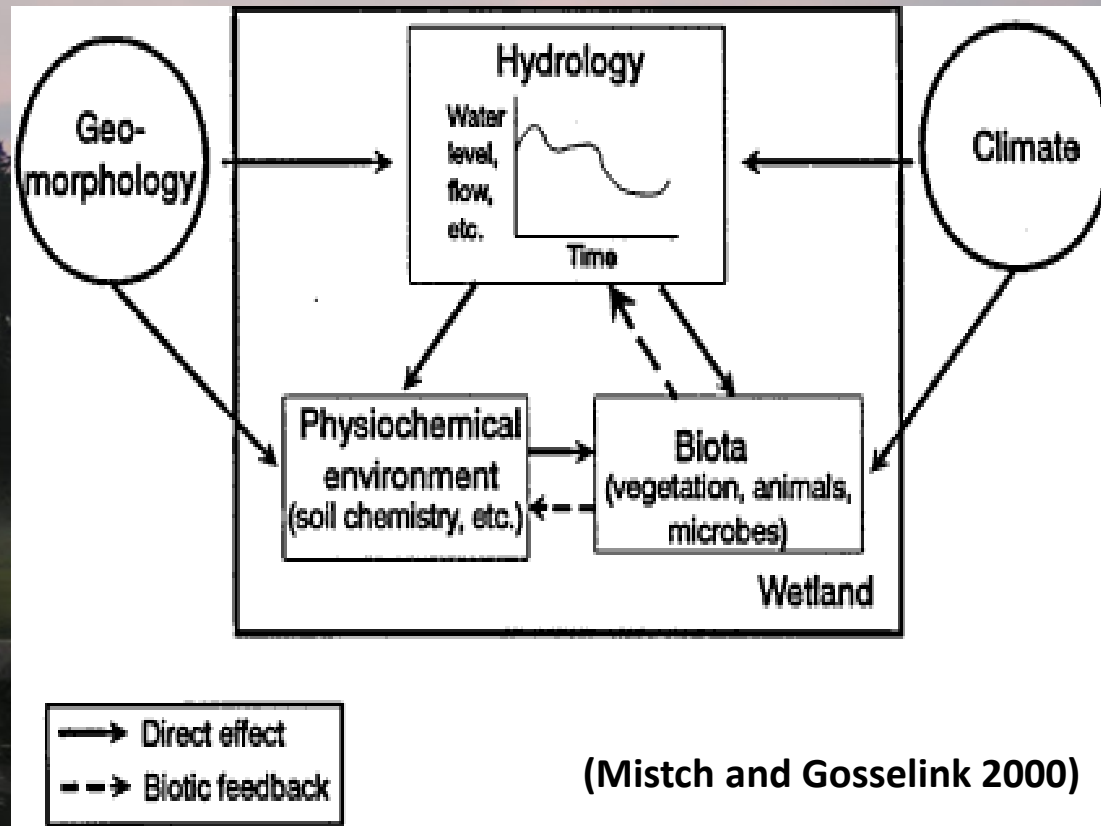 Hydrology
Water
level,
flow,
etc.
Time
Geo-
morphology
Climate
Physiochemical
environment
(soil chemistry, etc.)
Biota
(vegetation, animals,
microbes)
Wetland
Direct effect
Biotic feedback
(Mistch and Gosselink 2000)